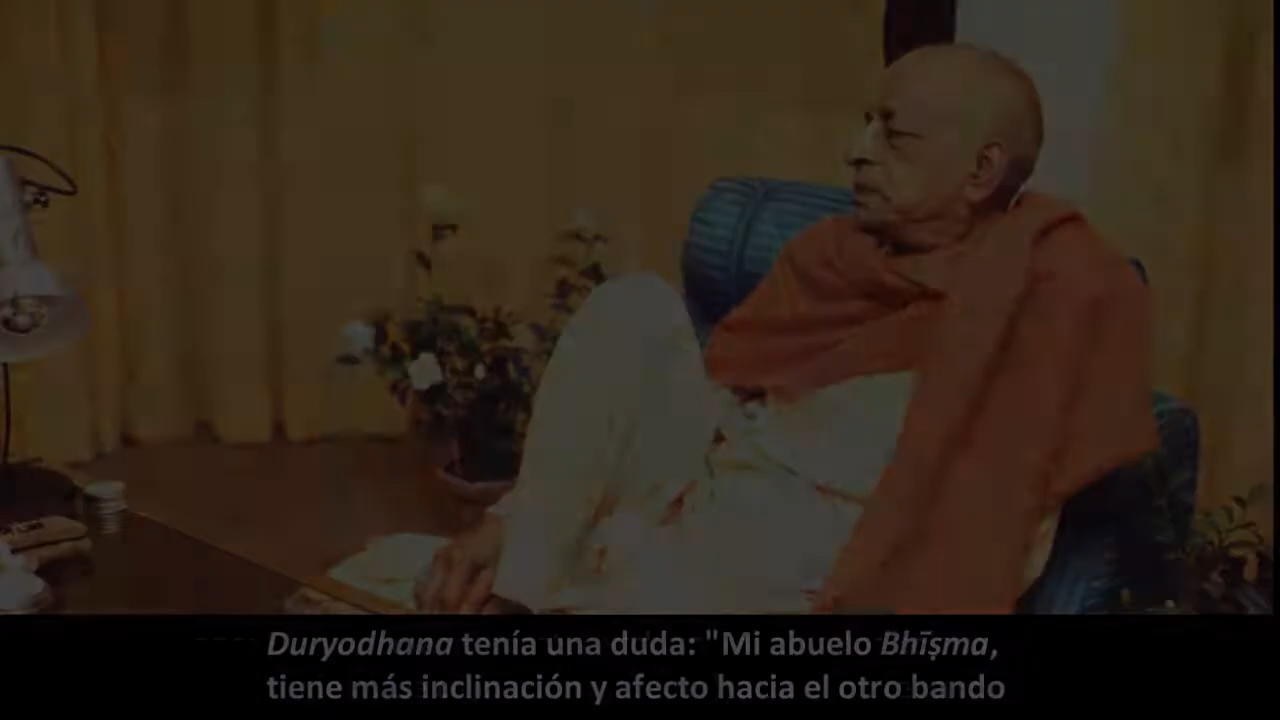 Duryodhana tenía una duda: "Mi abuelo Bhīṣma,
tiene más inclinación y afecto hacia el otro bando